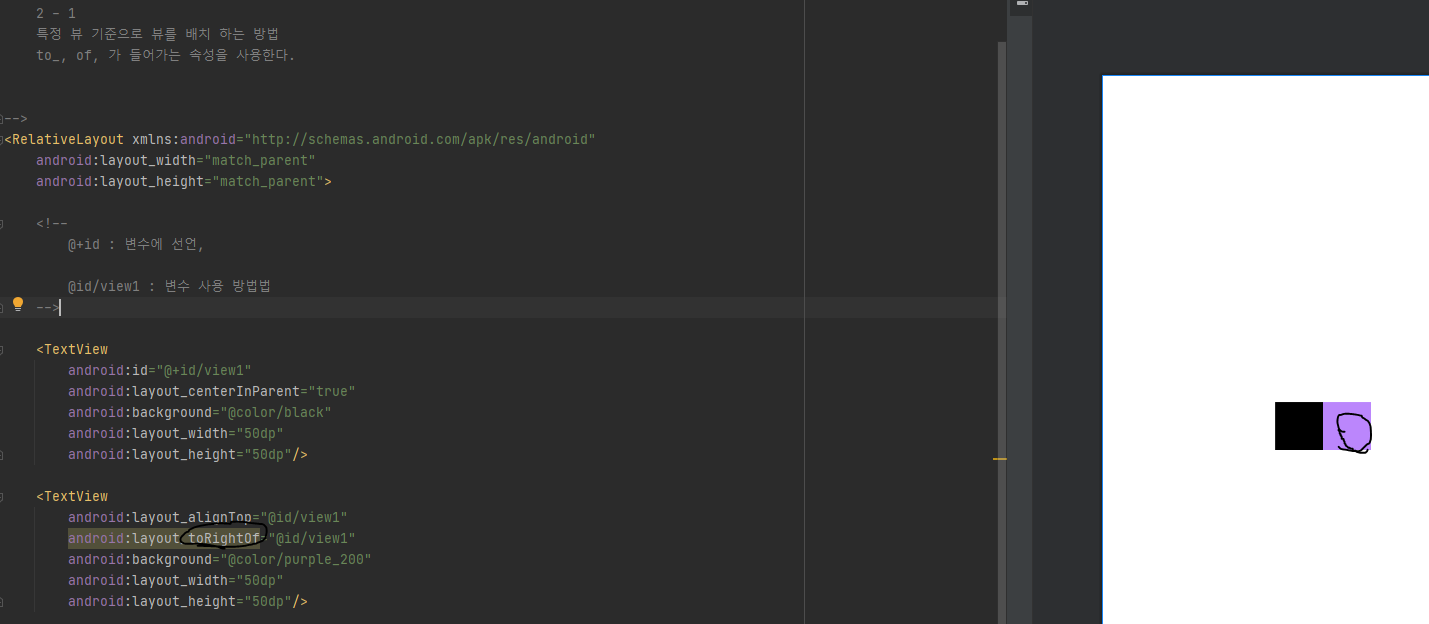 2 - 1
특정 뷰 기준으로 뷰를 배치 하는 방법
to_, of, 가 들어가는 속성을 사용한다.
-->
<RelativeLayout xmlns:android="http://schemas.android.com/apk/res/android"
android:layout_width="match_parent"
android:layout_height="match_parent">
<!--
@+id : 변수에 선언,
@id/view1 : 변수 사용 방법법
-->
<TextView
android:id="@+id/view1"
android:layout_centerInParent="true"
android:background="@color/black"
android:layout_width="50dp"
android:layout_height="50dp"/>
<TextView
android:layout_alignTop="@id/view1"
android:layout_toRightOf="@id/view1"
android:background="@color/purple_200"
android:layout_width="50dp"
android:layout_height="50dp"/>